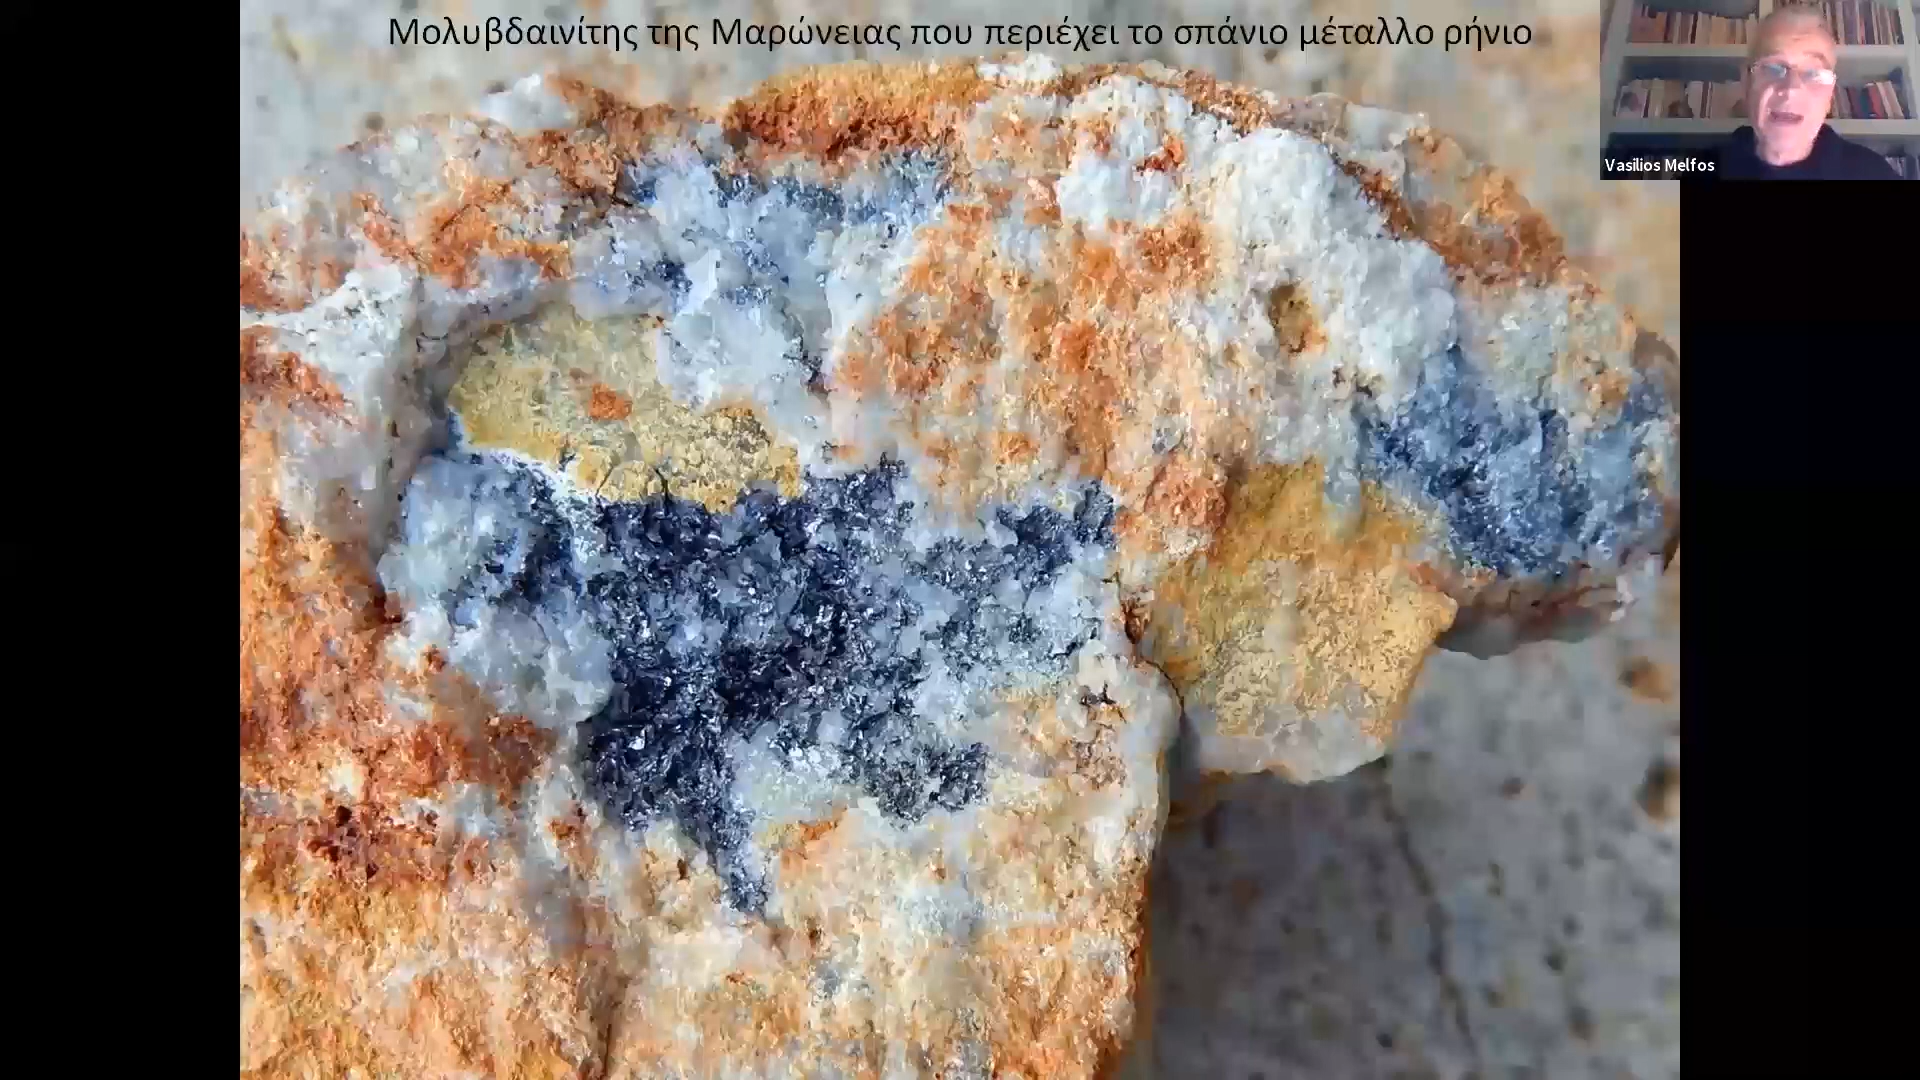 Μολυβδαινίτης της Μαρώνειας που περιέχει το σπάνιο μέταλλο ρήνιο
Vasilios Melfos